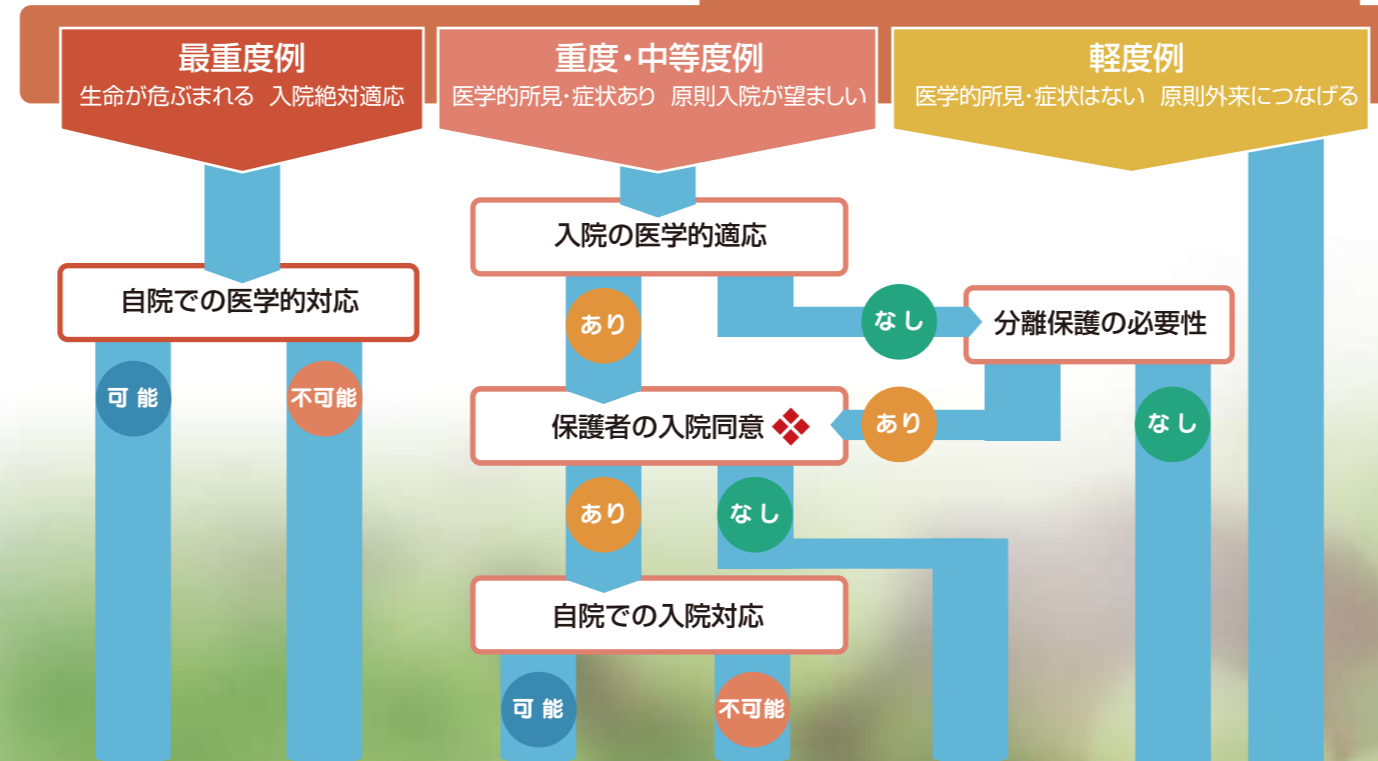 最重度例
生命が危ぶまれる 入院絶対適応
重度・中等度例
医学的所見・症状あり 原則入院が望ましい
軽度例
医学的所見・症状はない 原則外来につなげる
自院での医学的対応
可能
不可能
入院の医学的適応
あり
なし
分離保護の必要性
あり
なし
保護者の入院同意❖
あり
なし
自院での入院対応
可能
不可能